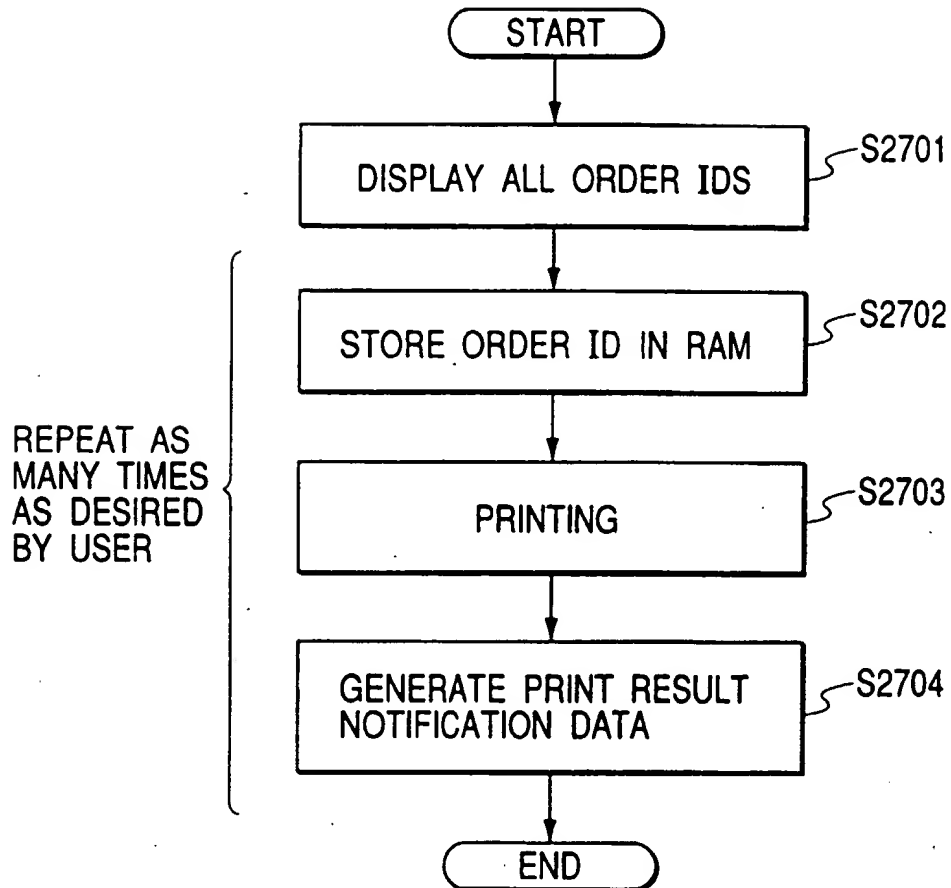 START
DISPLAY ALL ORDER IDS
S2701
STORE ORDER ID IN RAM
S2702
REPEAT AS
MANY TIMES
AS DESIRED
BY USER
PRINTING
S2703
GENERATE PRINT RESULT
NOTIFICATION DATA
S2704
END